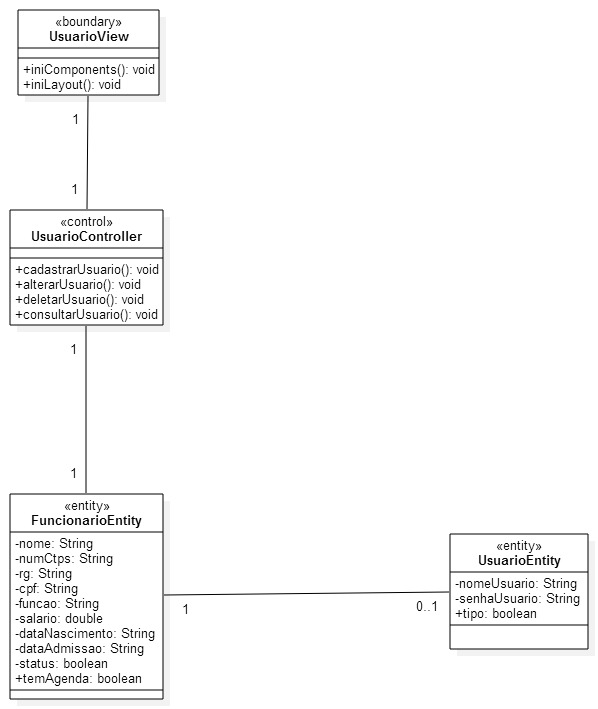 «boundary»
UsuarioView
+iniComponents(): void
+iniLayout(): void
1
1
«control»
UsuarioController
+cadastrarUsuario(): void
+alterarUsuario(): void
+deletarUsuario(): void
+consultarUsuario(): void
1
1
«entity»
FuncionarioEntity
-nome: String
-numCtps: String
-rg: String
-cpf: String
-funcao: String
-salario: double
-dataNascimento: String
-dataAdmissao: String
-status: boolean
+temAgenda: boolean
1
0..1
«entity»
UsuarioEntity
-nomeUsuario: String
-senhaUsuario: String
+tipo: boolean